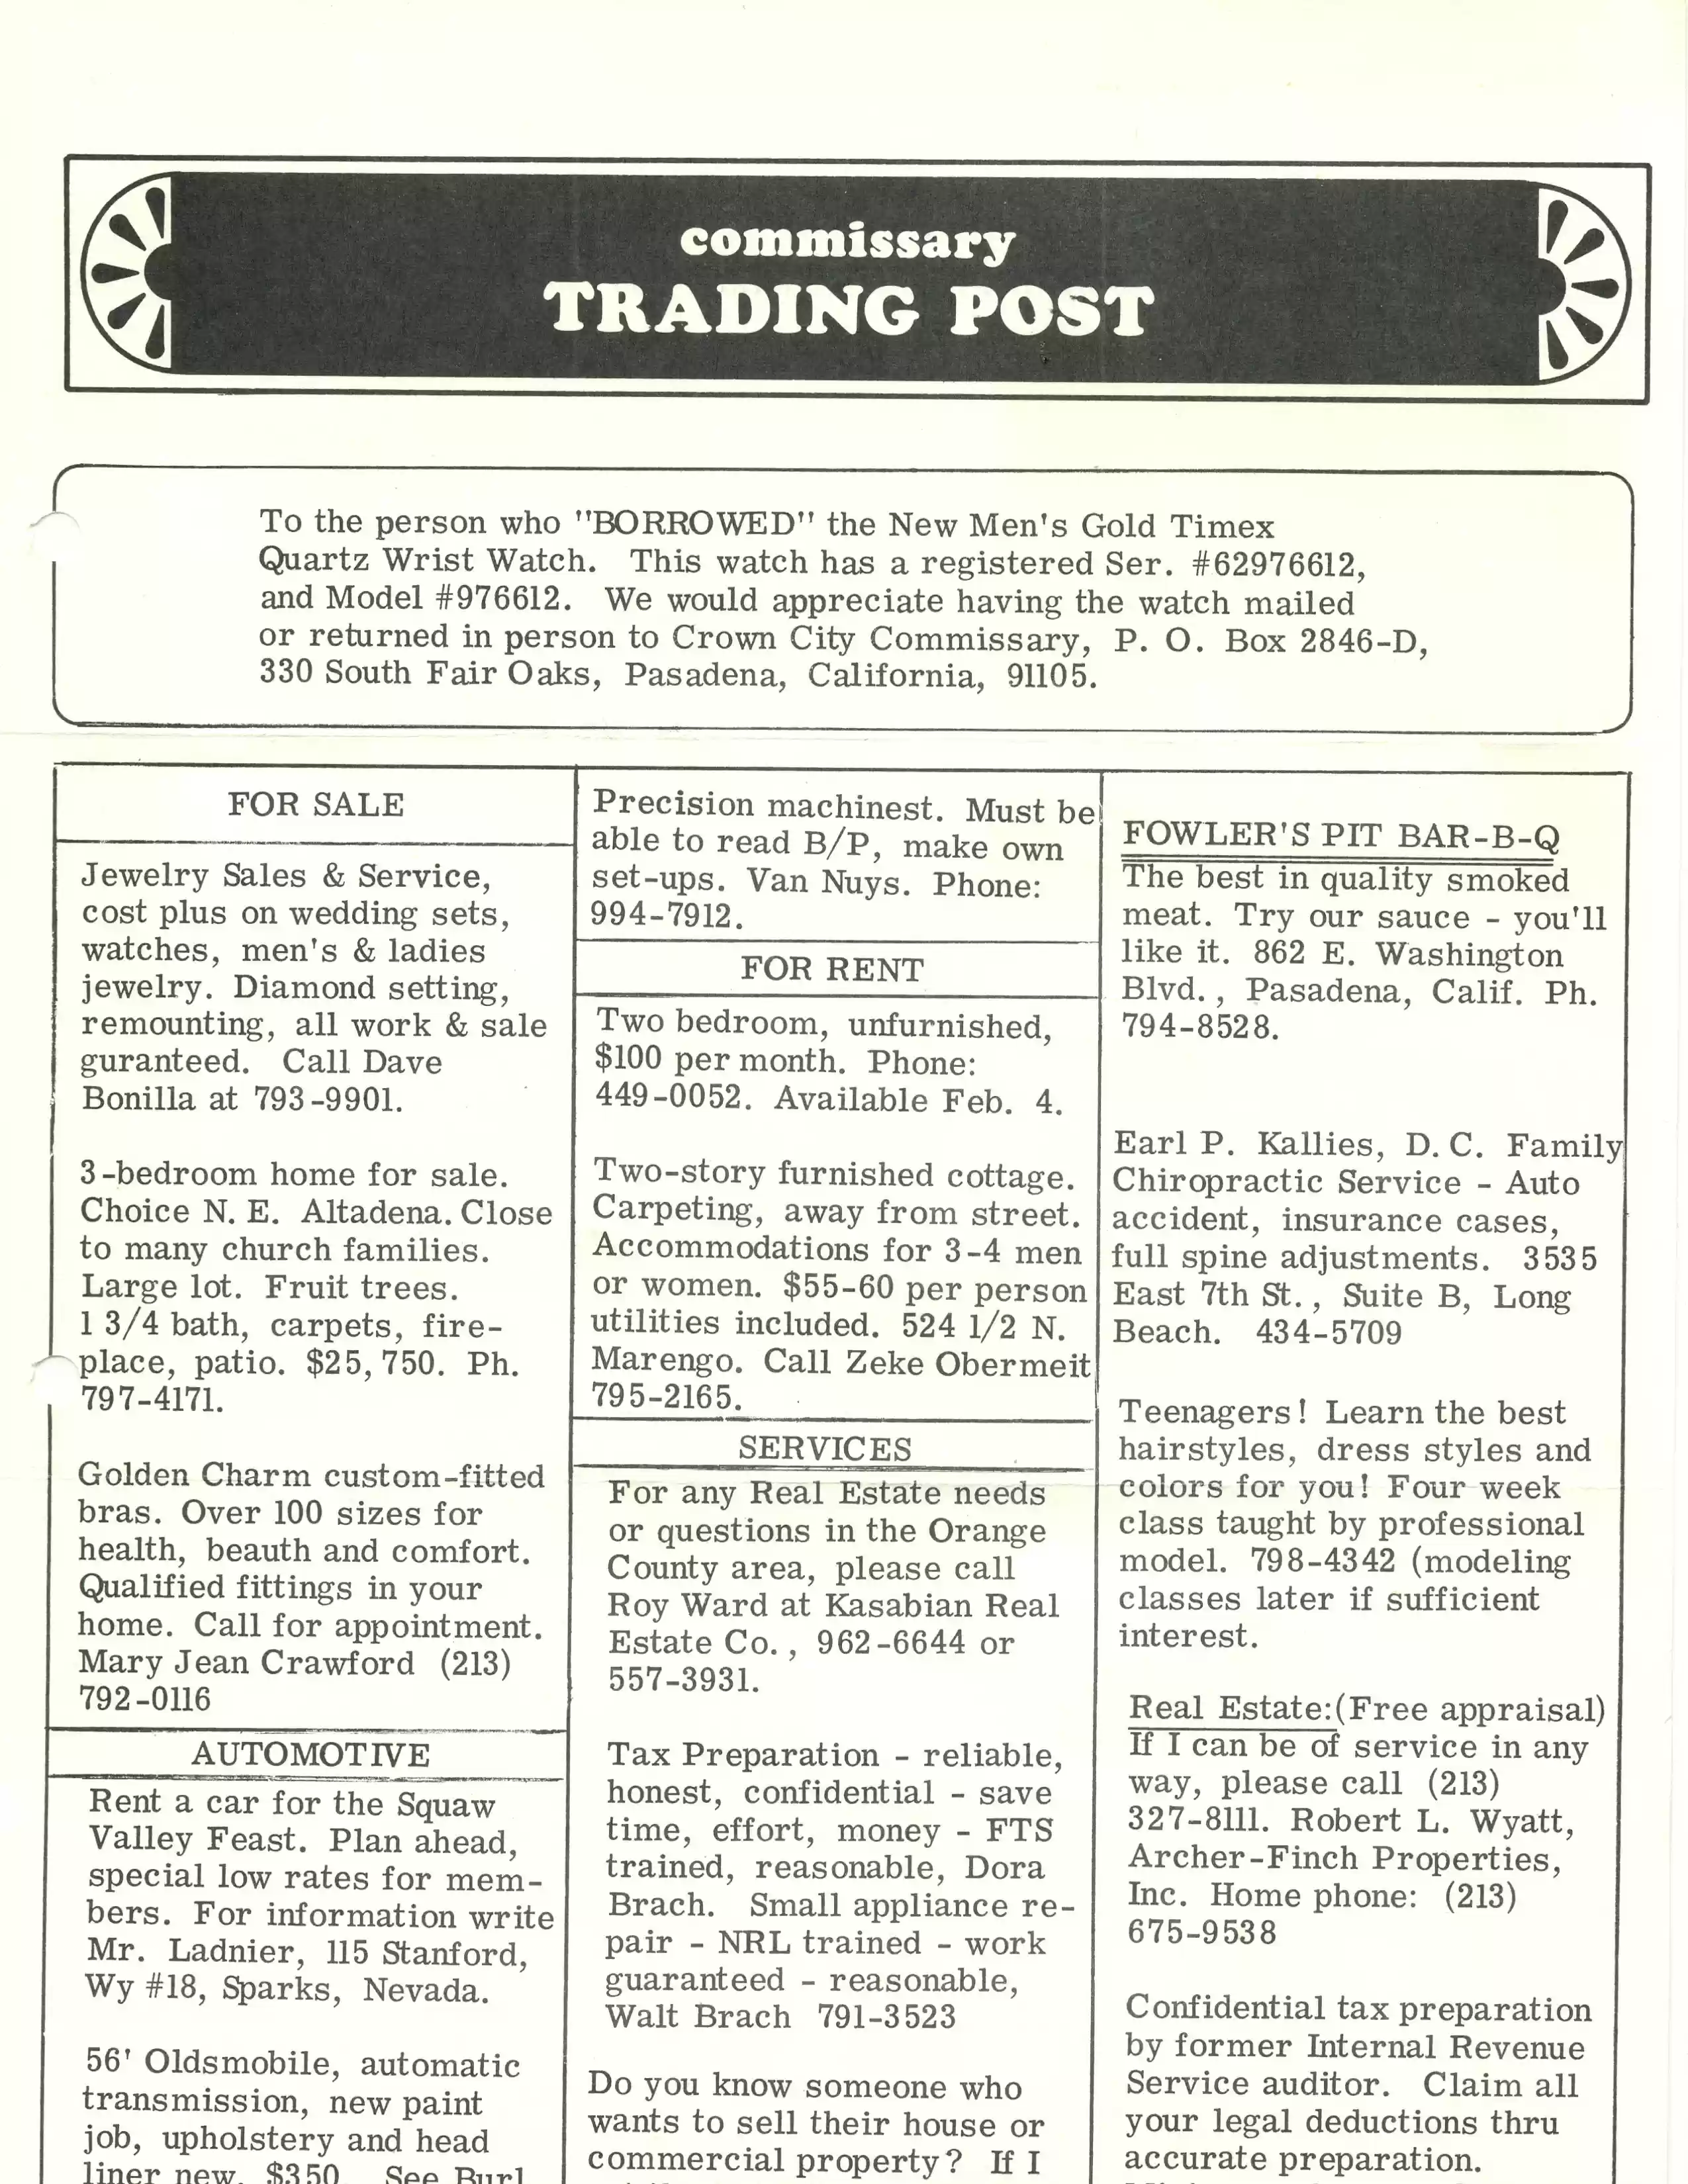 commissary
TRADING POST
To the person who "BORROWED" the New Men's Gold Timex
Quartz Wrist Watch. This watch has a registered Ser. #62976612,
and Model #976612. We would appreciate having the watch mailed
or returned in person to Crown City Commissary, P. O. Box 2846-D,
330 South Fair Oaks, Pasadena, California, 91105.
FOR SALE
Jewelry Sales & Service,
cost plus on wedding sets,
watches, men's & ladies
jewelry. Diamond setting,
remounting, all work & sale
guranteed. Call Dave
Bonilla at 793-9901.
3-bedroom home for sale.
Choice N. E. Altadena. Close
to many church families.
Large lot. Fruit trees.
1 3/4 bath, carpets, fire-
place, patio. $25,750. Ph.
797-4171.
Golden Charm custom-fitted
bras. Over 100 sizes for
health, beauth and comfort.
Qualified fittings in your
home. Call for appointment.
Mary Jean Crawford (213)
792-0116
AUTOMOTIVE
Rent a car for the Squaw
Valley Feast. Plan ahead,
special low rates for mem-
bers. For information write
Mr. Ladnier, 115 Stanford,
Wy #18, Sparks, Nevada.
56' Oldsmobile, automatic
transmission, new paint
job, upholstery and head
liner new. $350. See Burl
Precision machinest. Must be
able to read B/P, make own
set-ups. Van Nuys. Phone:
994-7912.
FOR RENT
Two bedroom, unfurnished,
$100 per month. Phone:
449-0052. Available Feb. 4.
Two-story furnished cottage.
Carpeting, away from street.
Accommodations for 3-4 men
or women. $55-60 per person
utilities included. 524 1/2 N.
Marengo. Call Zeke Obermeit
795-2165.
SERVICES
For any Real Estate needs
or questions in the Orange
County area, please call
Roy Ward at Kasabian Real
Estate Co., 962-6644 or
557-3931.
Tax Preparation - reliable,
honest, confidential - save
time, effort, money - FTS
trained, reasonable, Dora
Brach. Small appliance re-
pair - NRL trained - work
guaranteed - reasonable,
Walt Brach 791-3523
Do you know someone who
wants to sell their house or
commercial property? If I
FOWLER'S PIT BAR-B-Q
The best in quality smoked
meat. Try our sauce - you'll
like it. 862 E. Washington
Blvd., Pasadena, Calif. Ph.
794-8528.
Earl P. Kallies, D. C. Family
Chiropractic Service - Auto
accident, insurance cases,
full spine adjustments. 3535
East 7th St., Suite B, Long
Beach. 434-5709
Teenagers! Learn the best
hairstyles, dress styles and
colors for you! Four week
class taught by professional
model. 798-4342 (modeling
classes later if sufficient
interest.
Real Estate:(Free appraisal)
If I can be of service in any
way, please call (213)
327-8111. Robert L. Wyatt,
Archer-Finch Properties,
Inc. Home phone: (213)
675-9538
Confidential tax preparation
by former Internal Revenue
Service auditor. Claim all
your legal deductions thru
accurate preparation.